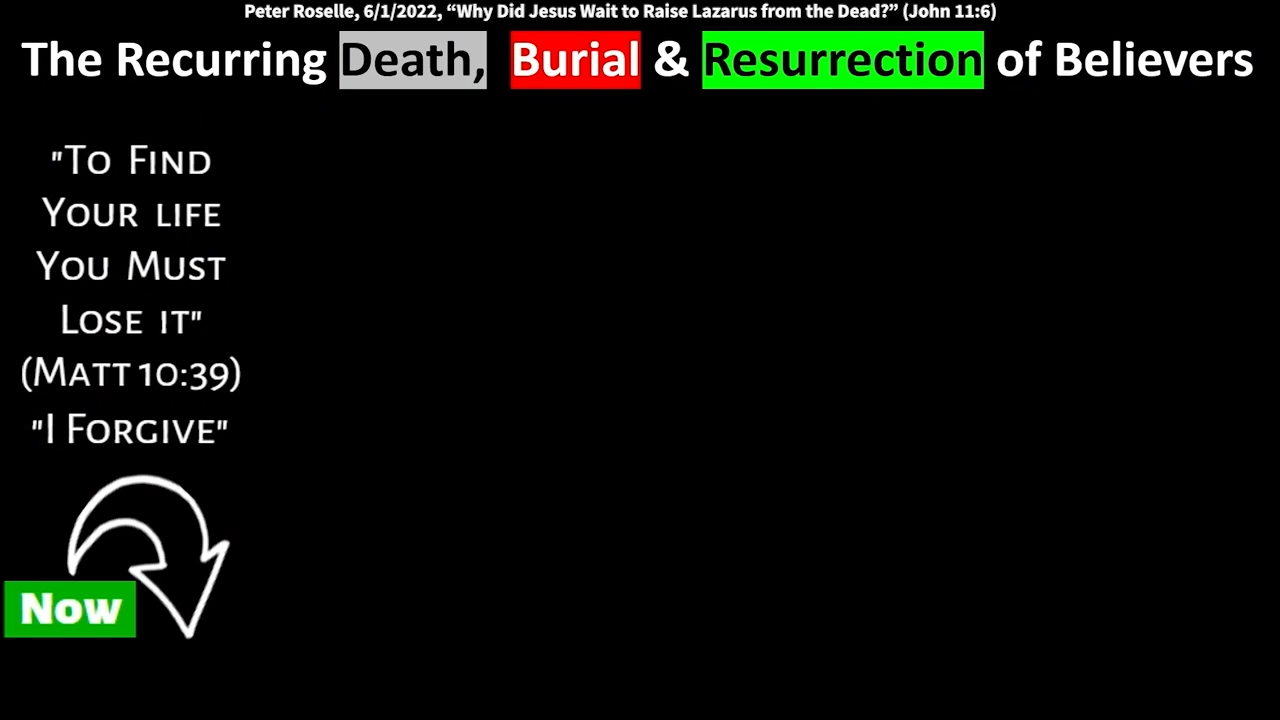 Peter Roselle, 6/1/2022, “Why Did Jesus Wait to Raise Lazarus from the Dead?” (John 11:6)
The Recurring Death, Burial & Resurrection of Believers
"To Find
Your life
You Must
Lose it"
(Matt 10:39)
"I Forgive"
Now